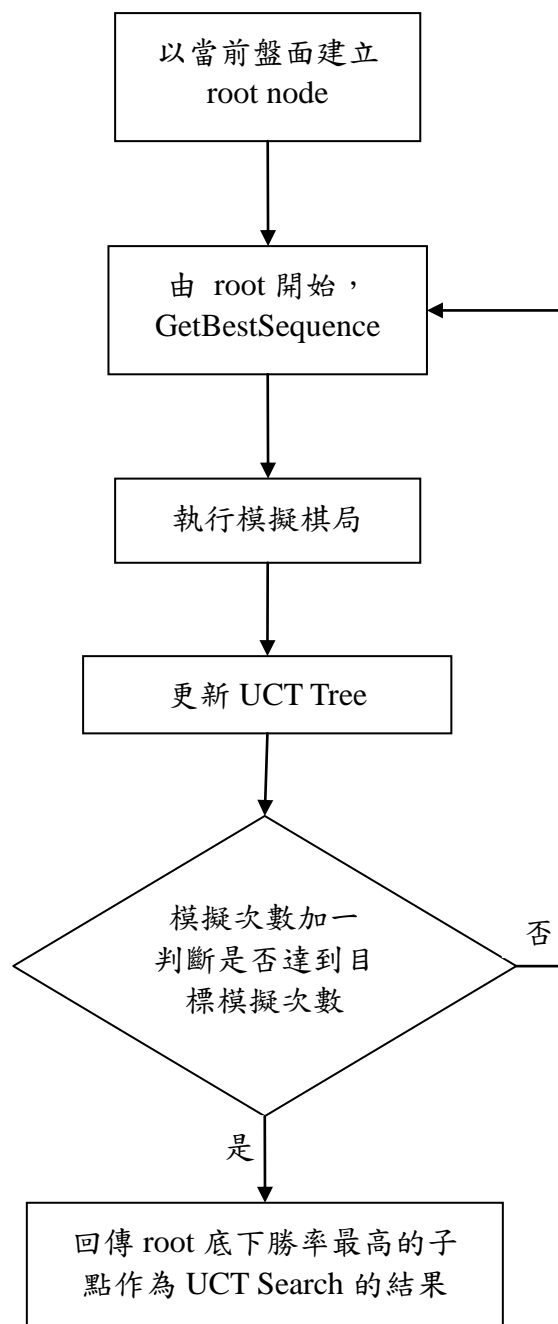 以當前盤面建立
root node
由 root 開始，
GetBestSequence
執行模擬棋局
更新 UCT Tree
模擬次數加一
判斷是否達到目
標模擬次數
否
是
回傳 root 底下勝率最高的子
點作為 UCT Search 的結果